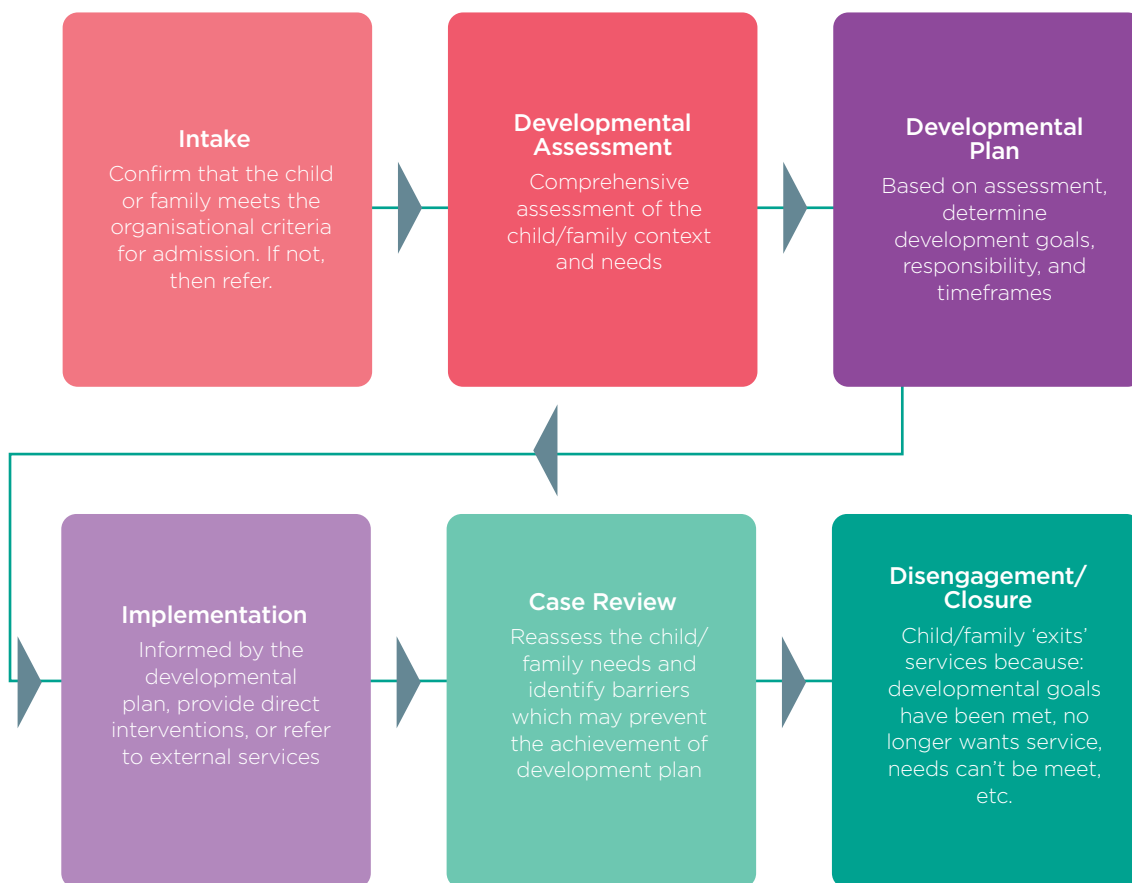 Intake
Confirm that the child
or family meets the
organisational criteria
for admission. If not,
then refer.
Developmental
Assessment
Comprehensive
assessment of the
child/family context
and needs
Developmental
Plan
Based on assessment,
determine
development goals,
responsibility, and
timeframes
Implementation
Informed by the
developmental
plan, provide direct
interventions, or refer
to external services
Case Review
Reassess the child/
family needs and
identify barriers
which may prevent
the achievement of
development plan
Disengagement/
Closure
Child/family ‘exits’
services because:
developmental goals
have been met, no
longer wants service,
needs can’t be meet,
etc.